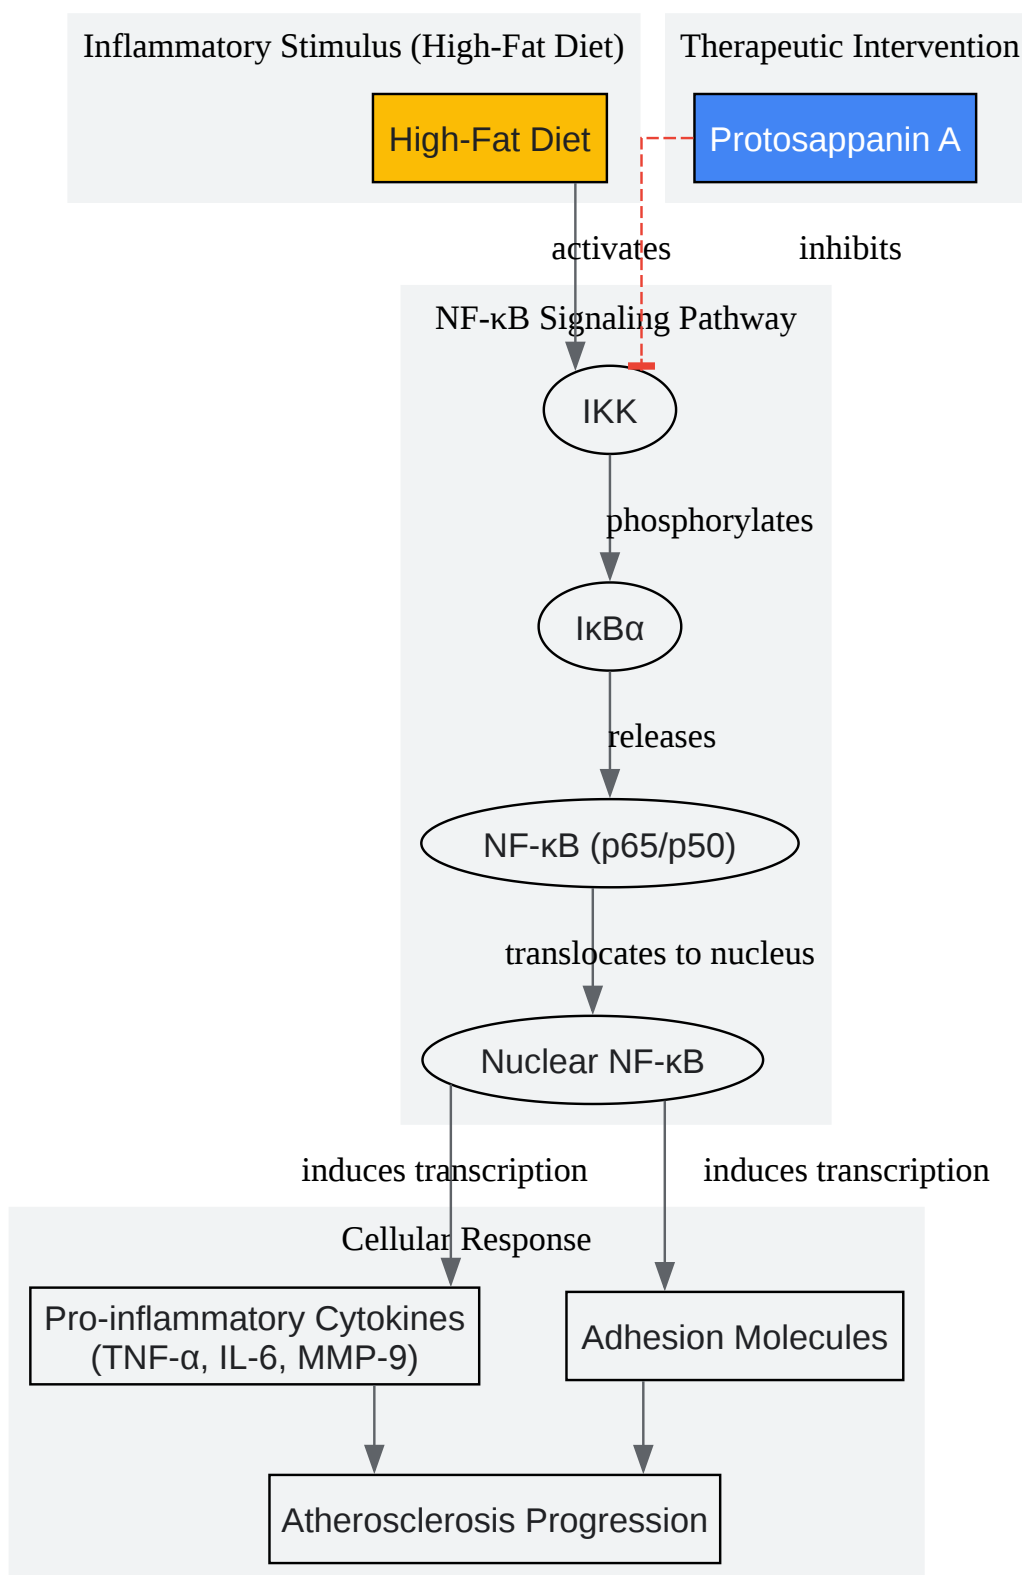 Inflammatory Stimulus (High-Fat Diet)
Therapeutic Intervention
High-Fat Diet
Protosappanin A
activates
inhibits
NF-κB Signaling Pathway
IKK
phosphorylates
IκBα
releases
NF-κB (p65/p50)
translocates to nucleus
Nuclear NF-κB
induces transcription
induces transcription
Cellular Response
Pro-inflammatory Cytokines
(TNF-α, IL-6, MMP-9)
Adhesion Molecules
Atherosclerosis Progression